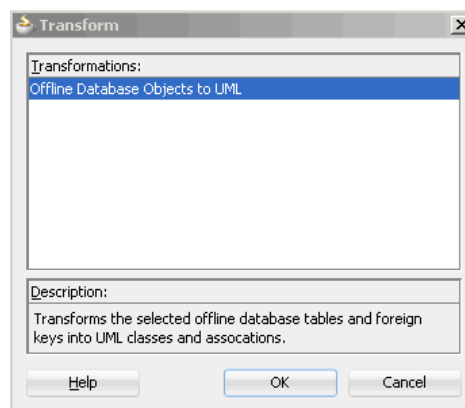 Transform
Transformations:
Offline Database Objects to UML
Description:
Transforms the selected offline database tables and foreign
keys into UML classes and assocations.
Help OK Cancel